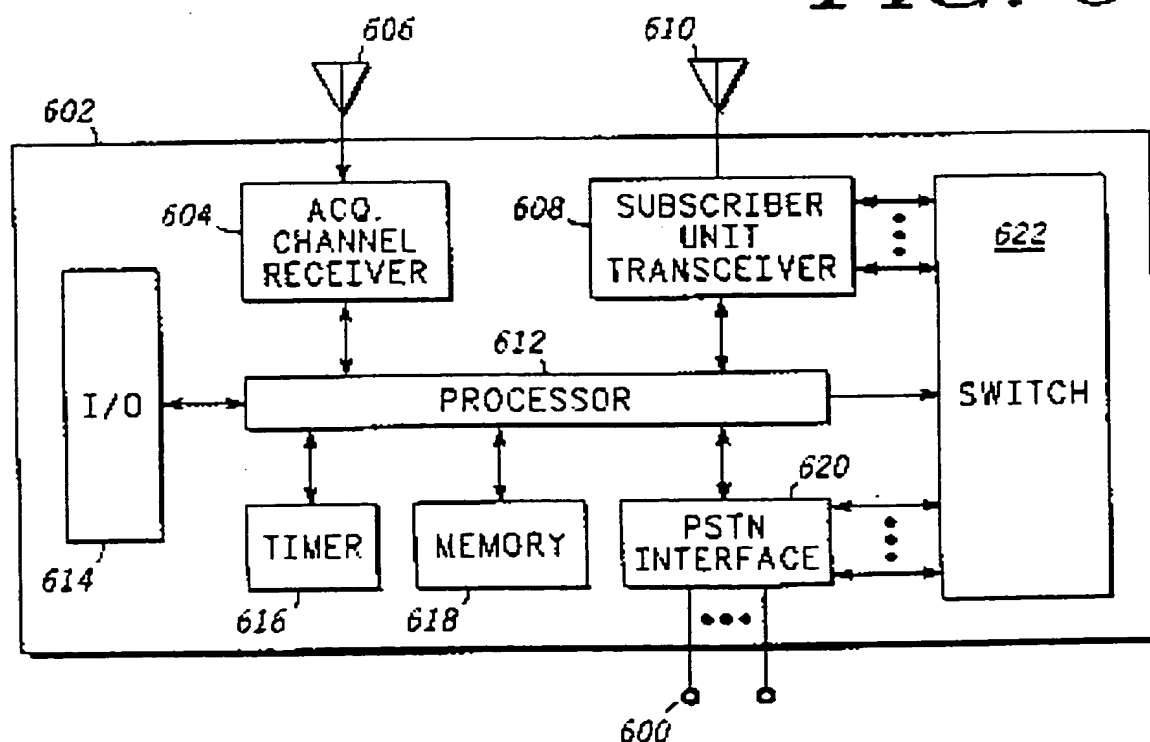 606
610
602
604
ACQ.
CHANNEL
RECEIVER
608
SUBSCRIBER
UNIT
TRANSCEIVER
622
SWITCH
612
PROCESSOR
I/O
614
TIMER
616
MEMORY
618
620
PSTN
INTERFACE
600